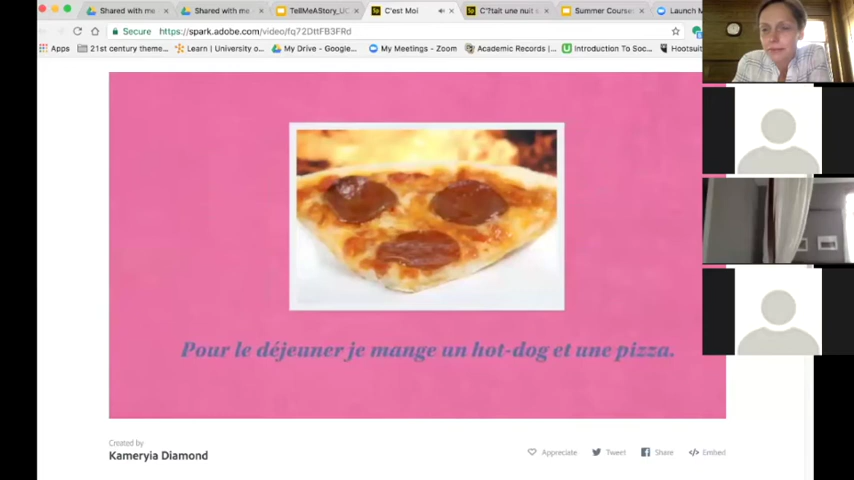 Shared with me
Shared with me
TellMeAStory_UC
C'est Moi
C'?tait une nuit
Summer Course
Launch M
Secure https://spark.adobe.com/video/fq72DttFB3FRd
Apps
21st century theme...
Learn | University o...
My Drive - Google...
My Meetings - Zoom
Academic Records |...
Introduction To Soc...
Hootsuit
Pour le déjeuner je mange un hot-dog et une pizza.
Created by
Kameryia Diamond
Appreciate
Tweet
Share
Embed